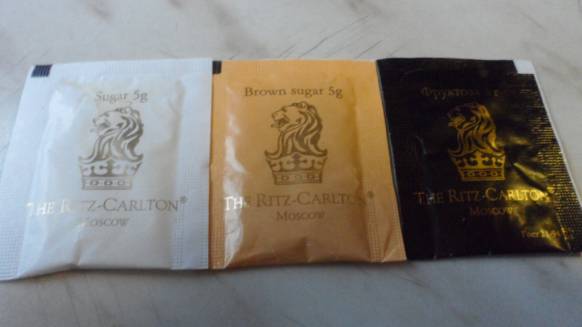 Sugar 5g
THE RITZ-CARLTON®
MOSCOW
Brown sugar 5g
THE RITZ-CARLTON®
MOSCOW
Фруктоза
THE RITZ-CARLTON®
MOSCOW